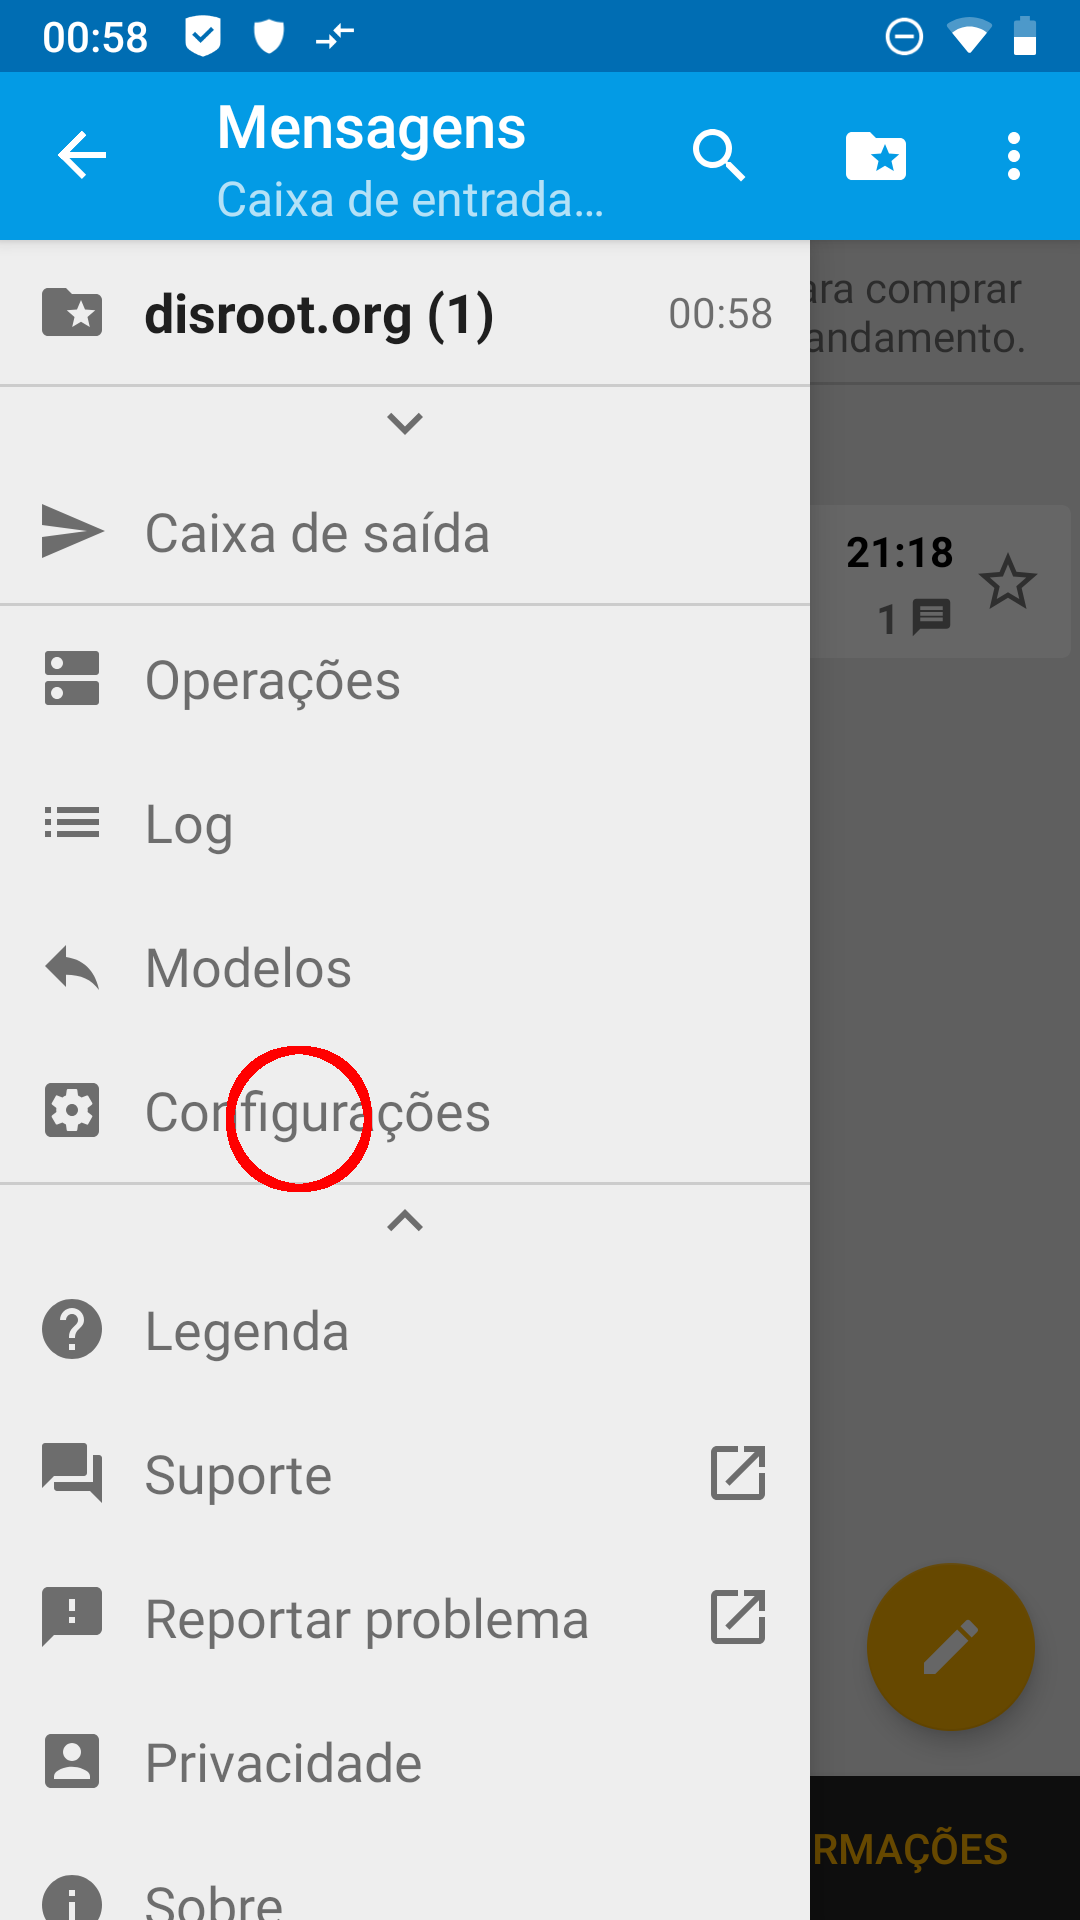 00:58
Mensagens
Caixa de entrada...
disroot.org (1) 00:58
comprar
andamento.
Caixa de saída
21:18
1
Operações
Log
Modelos
Configurações
Legenda
Suporte
Reportar problema
Privacidade
RMAÇÕES
Sobre